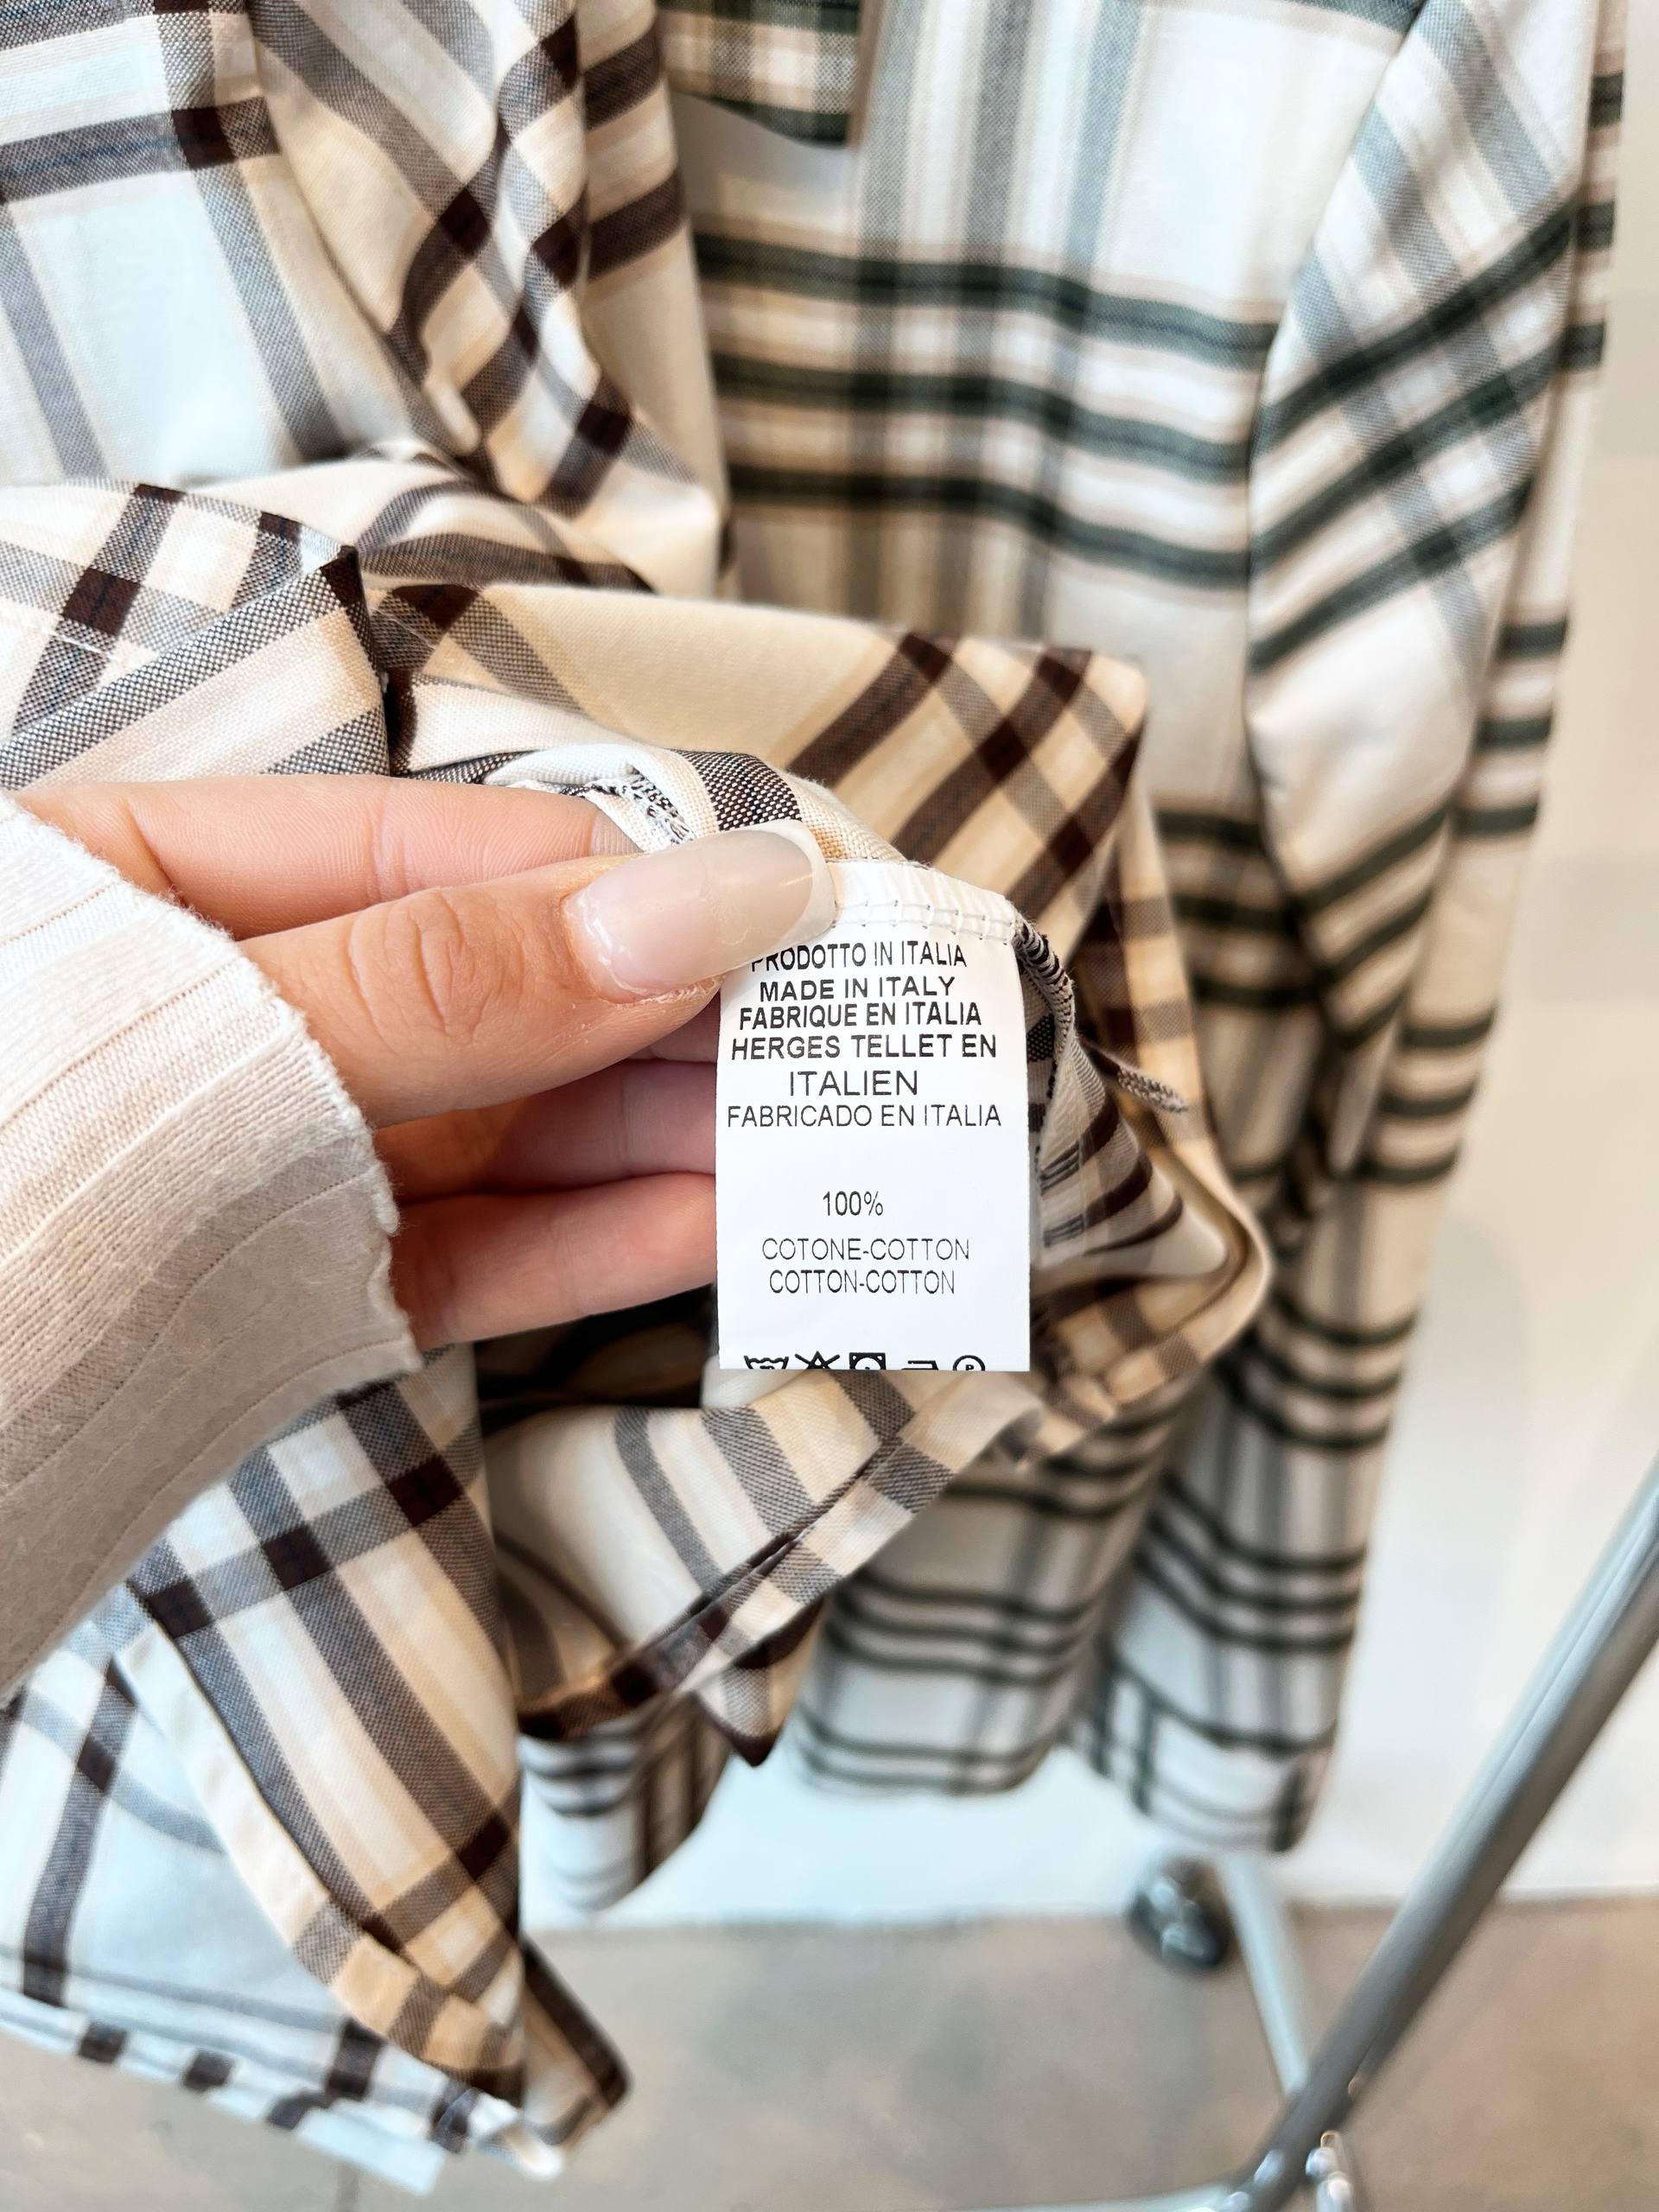 PRODOTTO IN ITALIA
MADE IN ITALY
FABRIQUE EN ITALIA
HERGES TELLET EN
ITALIEN
FABRICADO EN ITALIA
100%
COTONE-COTTON
COTTON-COTTON
P